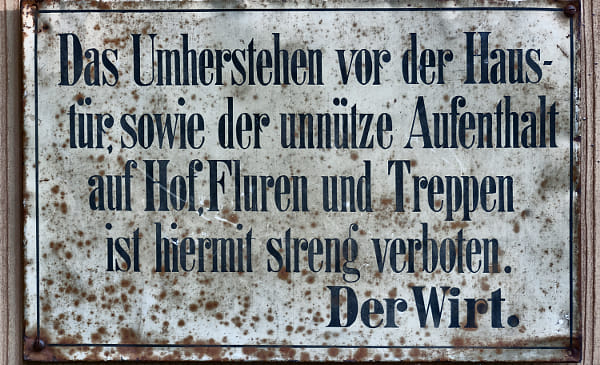 Das Umherstehen vor der Haus-
tür, sowie der unnütze Aufenthalt
auf Hof, Fluren und Treppen
ist hiermit streng verboten.
Der Wirt.